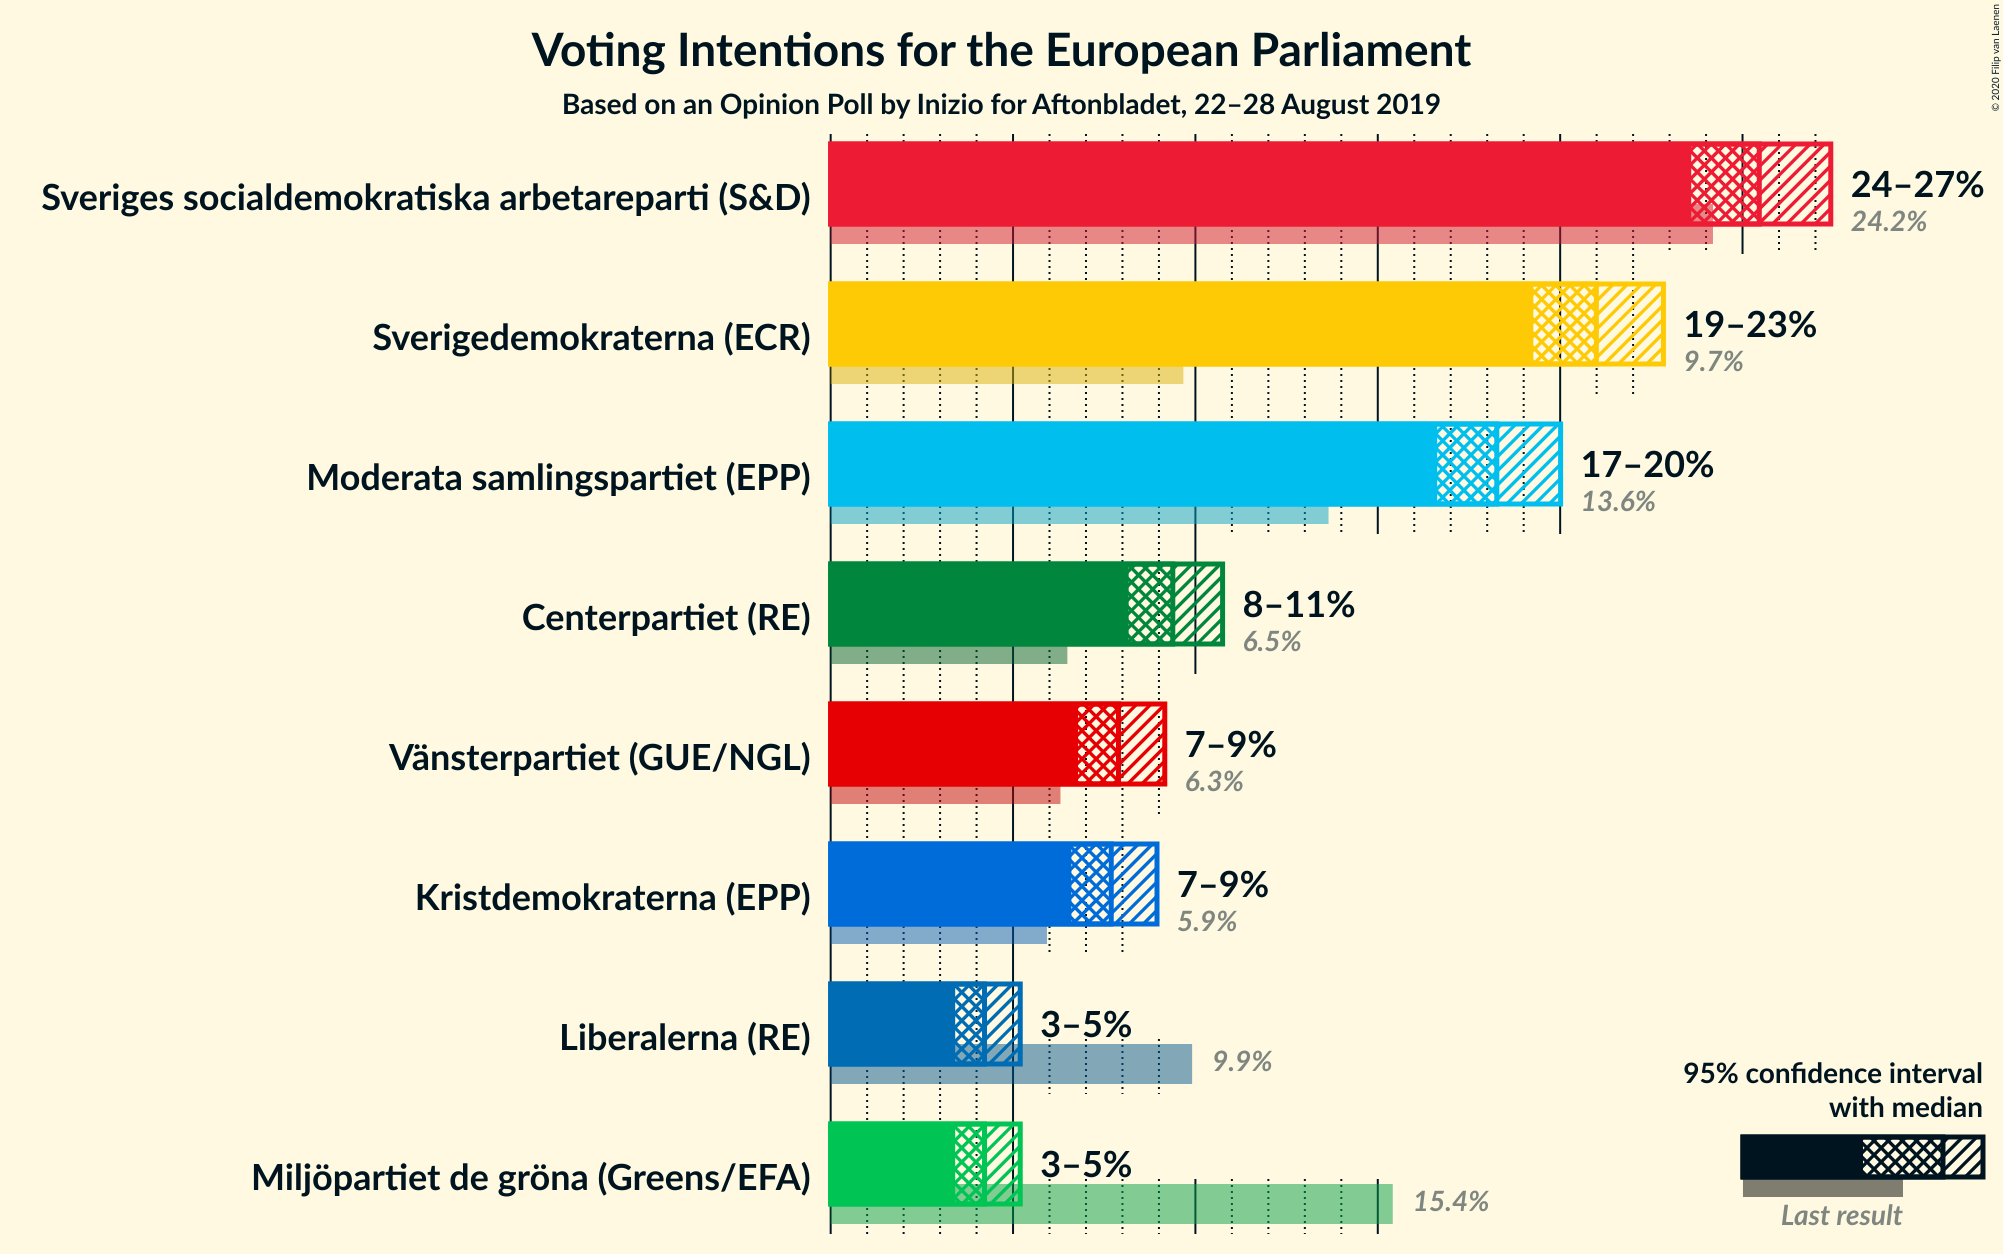 Voting Intentions for the European Parliament
Based on an Opinion Poll by Inizio for Aftonbladet, 22–28 August 2019
© 2020 Filip van Laenen
Sveriges socialdemokratiska arbetareparti (S&D)
24–27%
24.2%
Sverigedemokraterna (ECR)
19–23%
9.7%
Moderata samlingspartiet (EPP)
17–20%
13.6%
Centerpartiet (RE)
8–11%
6.5%
Vänsterpartiet (GUE/NGL)
7–9%
6.3%
Kristdemokraterna (EPP)
7–9%
5.9%
Liberalerna (RE)
3–5%
9.9%
Miljöpartiet de gröna (Greens/EFA)
3–5%
15.4%
95% confidence interval
with median
Last result